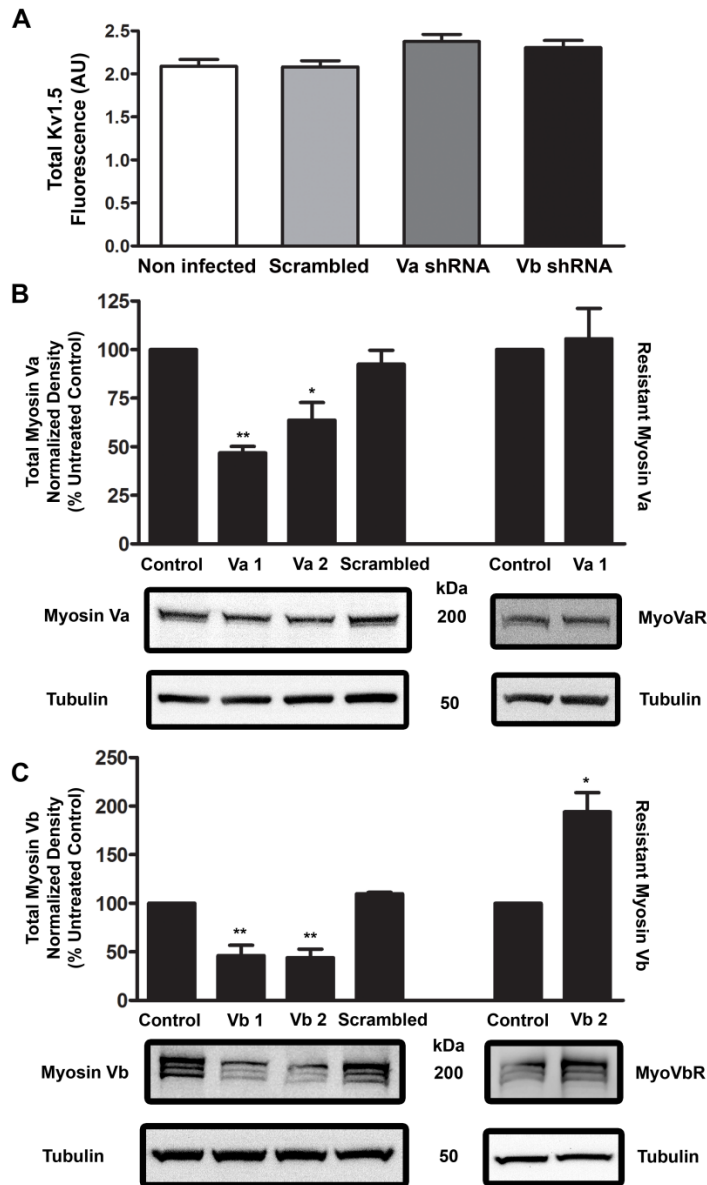 A
Total Kv1.5
Fluorescence (AU)
2.5
2.0
1.5
1.0
0.5
0.0
Non infected Scrambled Va shRNA Vb shRNA
B
Total Myosin Va
Normalized Density
(% Untreated Control)
125
100
75
50
25
0
** *
Resistant Myosin Va
Control Va 1 Va 2 Scrambled Control Va 1
kDa
Myosin Va 200 MyoVaR
Tubulin 50 Tubulin
C
Total Myosin Vb
Normalized Density
(% Untreated Control)
250
200
150
100
50
0
** ** *
Resistant Myosin Vb
Control Vb 1 Vb 2 Scrambled Control Vb 2
kDa
Myosin Vb 200 MyoVbR
Tubulin 50 Tubulin